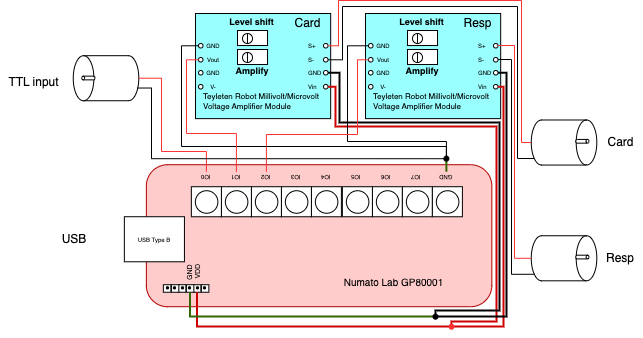 Level shift
Card
GND
Vout
GND
V-
S+
S-
GND
Vin
Amplify
Teyleten Robot Millivolt/Microvolt
Voltage Amplifier Module
Level shift
Resp
GND
Vout
GND
V-
S+
S-
GND
Vin
Amplify
Teyleten Robot Millivolt/Microvolt
Voltage Amplifier Module
TTL input
Card
IO0
IO1
IO2
IO3
IO4
IO5
IO6
IO7
GND
USB
USB Type B
Resp
GND
VDD
Numato Lab GP80001